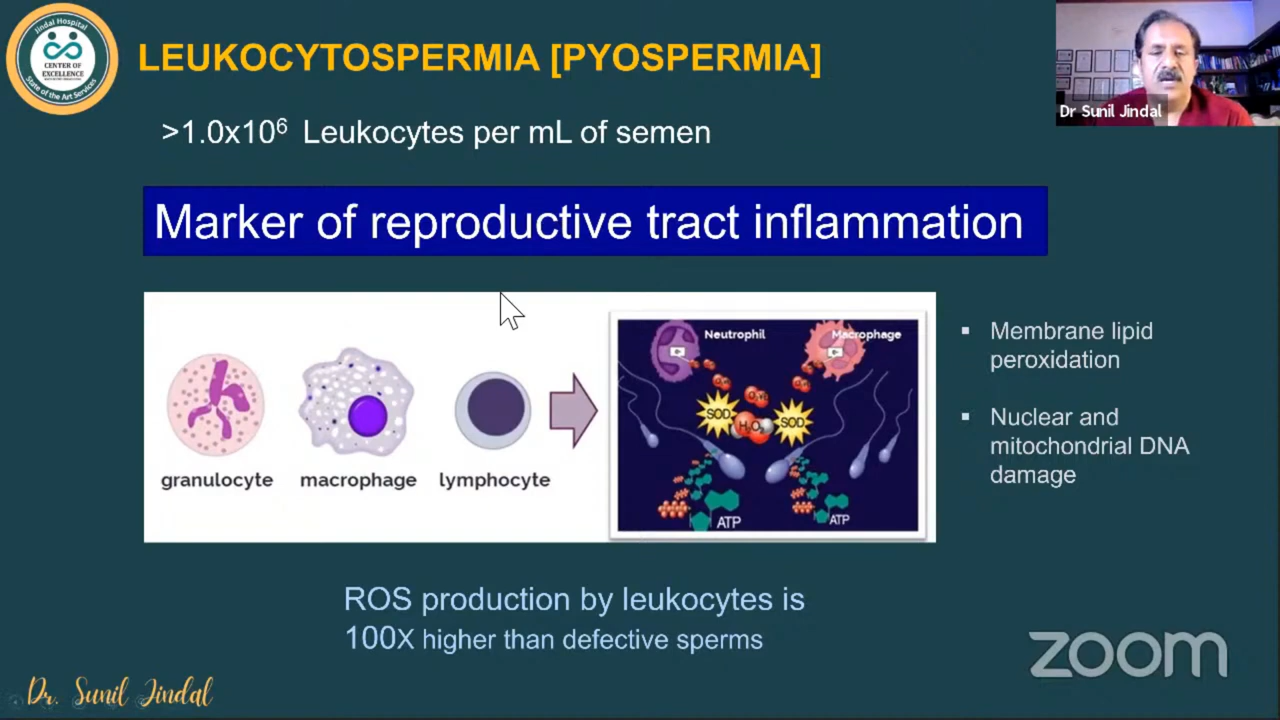 Jindal Hospital
CENTER OF
EXCELLENCE
State of the Art Services
LEUKOCYTOSPERMIA [PYOSPERMIA]
Dr Sunil Jindal
>1.0x10⁶ Leukocytes per mL of semen
Marker of reproductive tract inflammation
Neutrophil
Macrophage
SOD
H₂O₂
SOD
ATP
ATP
granulocyte
macrophage
lymphocyte
▪ Membrane lipid
peroxidation
▪ Nuclear and
mitochondrial DNA
damage
ROS production by leukocytes is
100X higher than defective sperms
zoom
Dr. Sunil Jindal